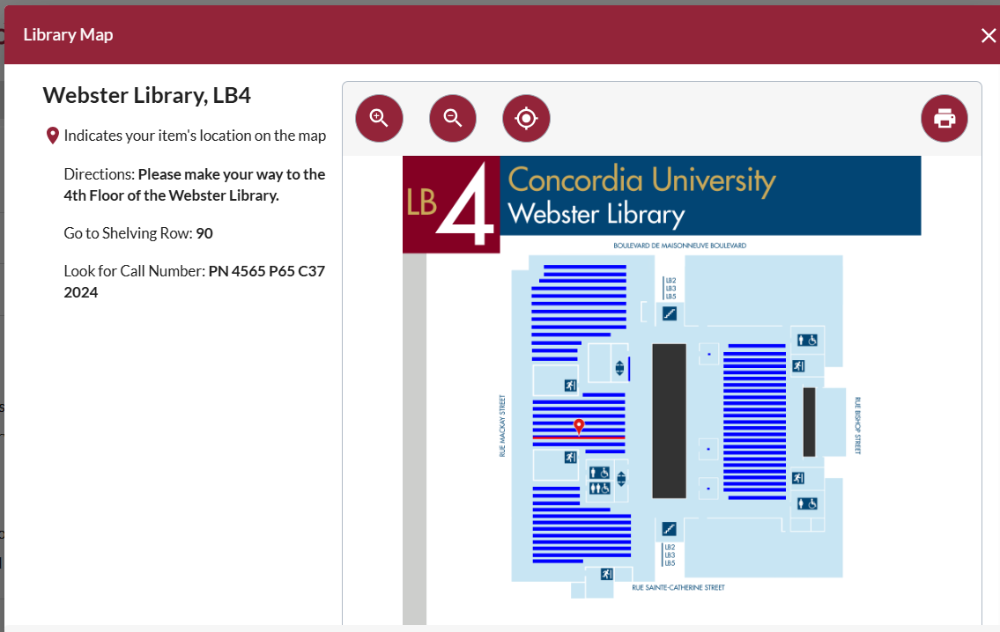 Library Map
Webster Library, LB4
Indicates your item's location on the map
Directions: Please make your way to the
4th Floor of the Webster Library.
Go to Shelving Row: 90
Look for Call Number: PN 4565 P65 C37
2024
LB 4
Concordia University
Webster Library
BOULEVARD DE MAISONNEUVE BOULEVARD
LB2
LB3
LB5
RUE MACKAY STREET
RUE BISHOP STREET
LB2
LB3
LB5
RUE SAINTE-CATHERINE STREET